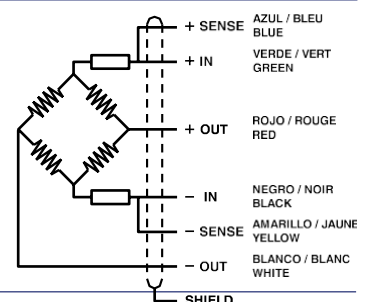 + SENSE AZUL / BLEU
BLUE
+ IN VERDE / VERT
GREEN
+ OUT ROJO / ROUGE
RED
− IN NEGRO / NOIR
BLACK
− SENSE AMARILLO / JAUNE
YELLOW
− OUT BLANCO / BLANC
WHITE
SHIELD